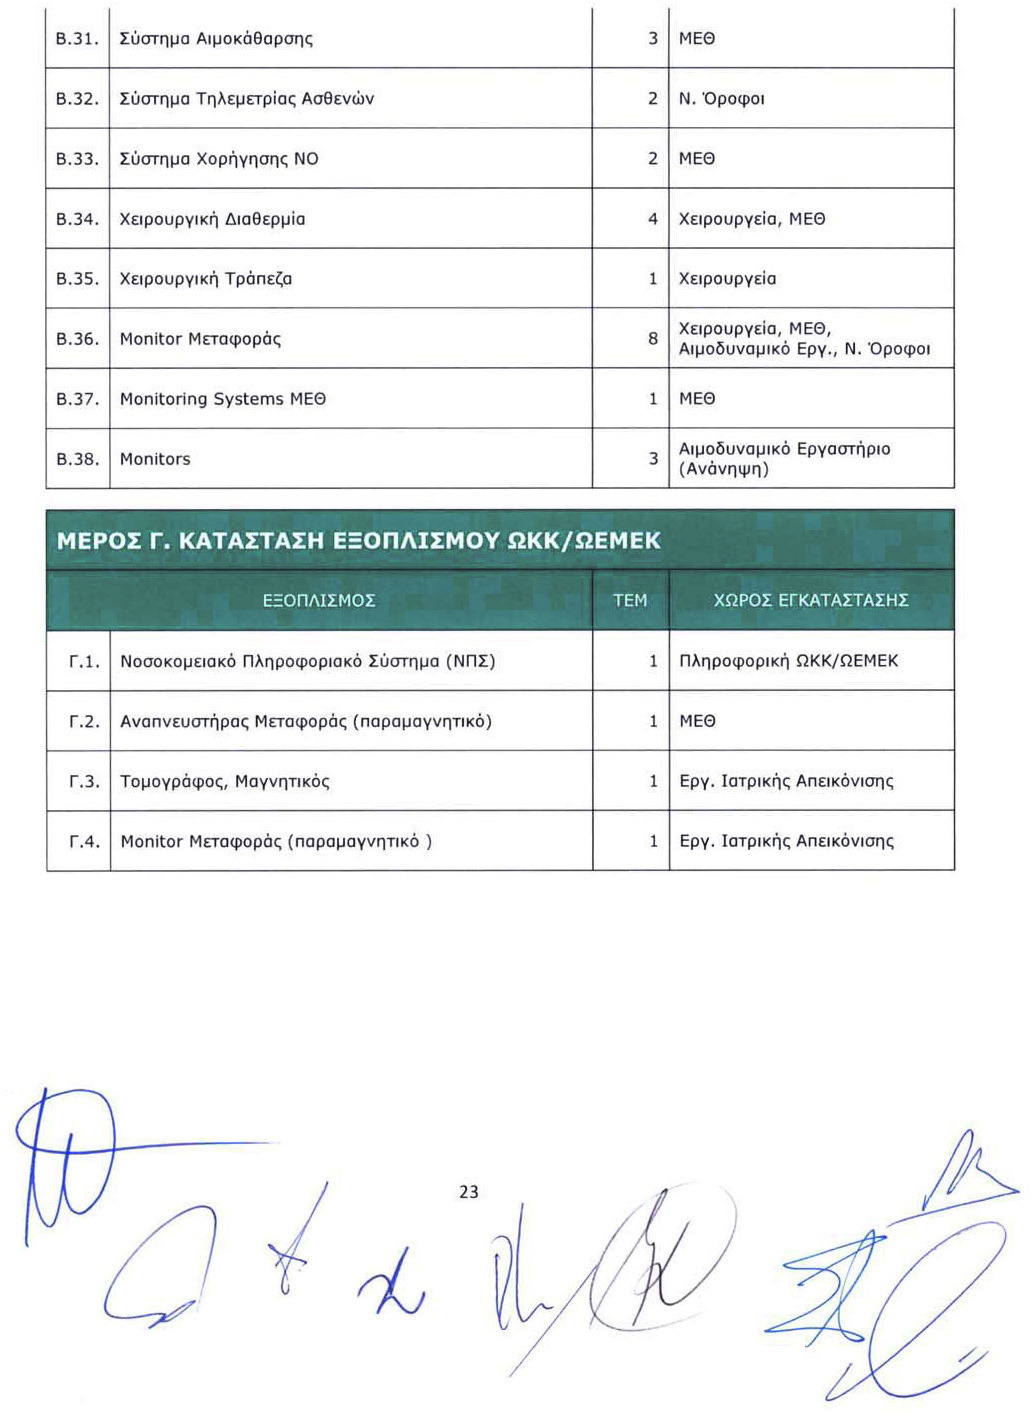 Β.31. Σύστημα Αιμοκάθαρσης 3 ΜΕΘ
Β.32. Σύστημα Τηλεμετρίας Ασθενών 2 Ν. Όροφοι
Β.33. Σύστημα Χορήγησης ΝΟ 2 ΜΕΘ
Β.34. Χειρουργική Διαθερμία 4 Χειρουργεία, ΜΕΘ
Β.35. Χειρουργική Τράπεζα 1 Χειρουργεία
Β.36. Monitor Μεταφοράς 8 Χειρουργεία, ΜΕΘ,
Αιμοδυναμικό Εργ., Ν. Όροφοι
Β.37. Monitoring Systems ΜΕΘ 1 ΜΕΘ
Β.38. Monitors 3 Αιμοδυναμικό Εργαστήριο
(Ανάνηψη)
ΜΕΡΟΣ Γ. ΚΑΤΑΣΤΑΣΗ ΕΞΟΠΛΙΣΜΟΥ ΩΚΚ/ΩΕΜΕΚ
ΕΞΟΠΛΙΣΜΟΣ ΤΕΜ ΧΩΡΟΣ ΕΓΚΑΤΑΣΤΑΣΗΣ
Γ.1. Νοσοκομειακό Πληροφοριακό Σύστημα (ΝΠΣ) 1 Πληροφορική ΩΚΚ/ΩΕΜΕΚ
Γ.2. Αναπνευστήρας Μεταφοράς (παραμαγνητικό) 1 ΜΕΘ
Γ.3. Τομογράφος, Μαγνητικός 1 Εργ. Ιατρικής Απεικόνισης
Γ.4. Monitor Μεταφοράς (παραμαγνητικό ) 1 Εργ. Ιατρικής Απεικόνισης
23